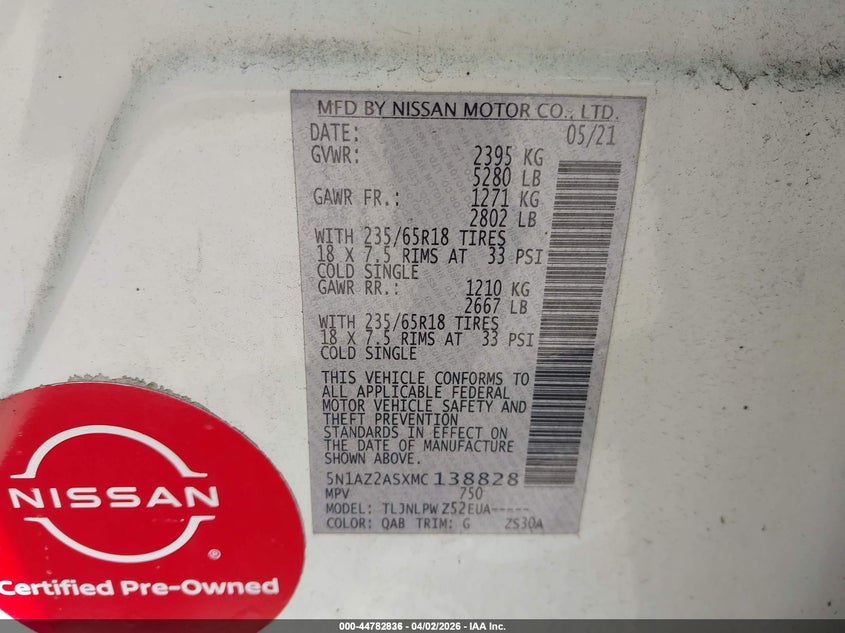 MFD BY NISSAN MOTOR CO., LTD.
DATE: 05/21
GVWR: 2395 KG
5280 LB
GAWR FR.: 1271 KG
2802 LB
WITH 235/65R18 TIRES
18 X 7.5 RIMS AT 33 PSI
COLD SINGLE
GAWR RR.: 1210 KG
2667 LB
WITH 235/65R18 TIRES
18 X 7.5 RIMS AT 33 PSI
COLD SINGLE
THIS VEHICLE CONFORMS TO
ALL APPLICABLE FEDERAL
MOTOR VEHICLE SAFETY AND
THEFT PREVENTION
STANDARDS IN EFFECT ON
THE DATE OF MANUFACTURE
SHOWN ABOVE.
5N1AZ2ASXMC138828
MPV 750
MODEL: TLJNLPW Z52EUA-----
COLOR: QAB TRIM: G ZS30A
NISSAN
®
Certified Pre-Owned
000-44782836 - 04/02/2026 - IAA Inc.